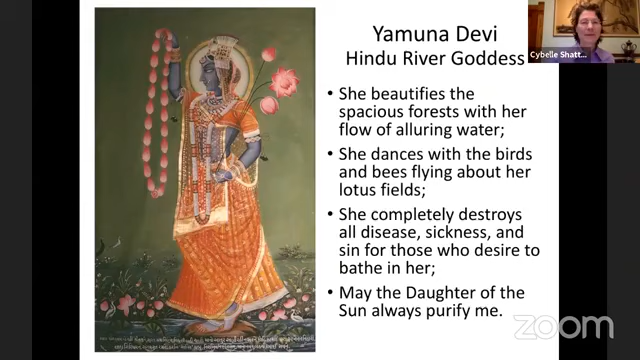 Yamuna Devi
Hindu River Goddess
Cybelle Shatt...
• She beautifies the
spacious forests with her
flow of alluring water;
• She dances with the birds
and bees flying about her
lotus fields;
• She completely destroys
all disease, sickness, and
sin for those who desire to
bathe in her;
• May the Daughter of the
Sun always purify me.
zoom